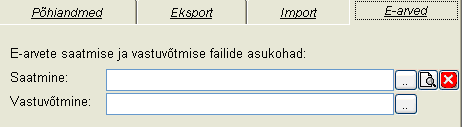 Põhiandmed Eksport Import E-arved
E-arvete saatmise ja vastuvõtmise failide asukohad:
Saatmine: ..
Vastuvõtmine: ..